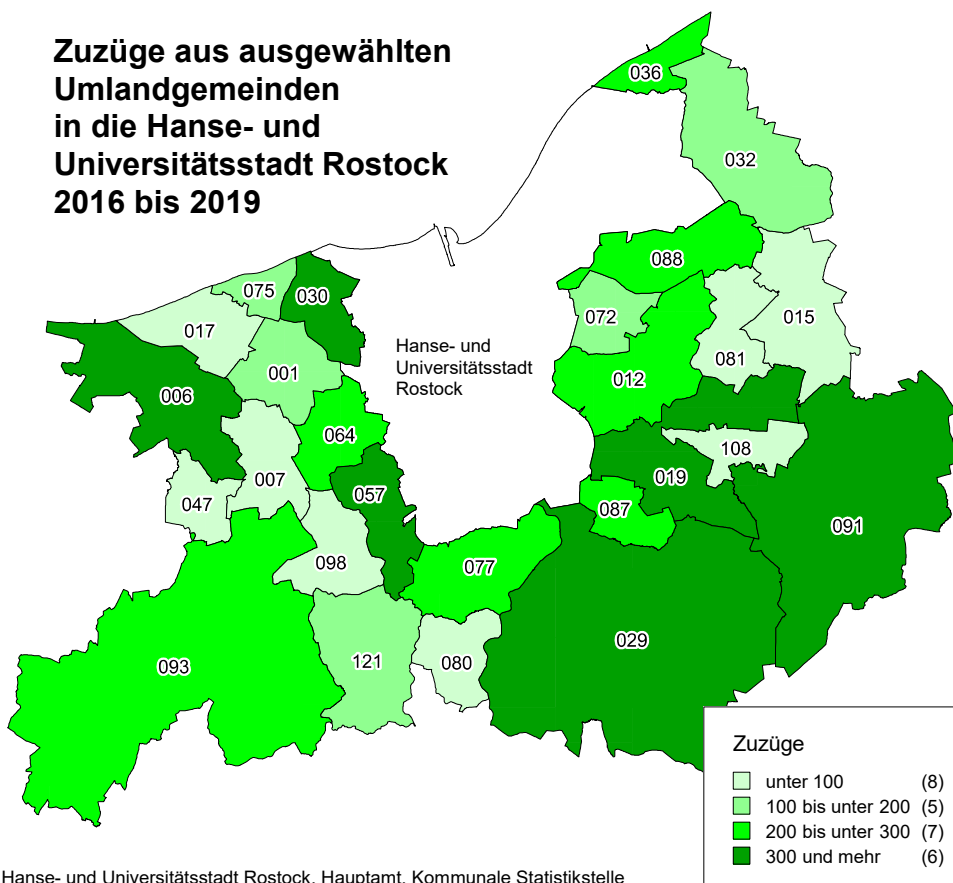 Zuzüge aus ausgewählten
Umlandgemeinden
in die Hanse- und
Universitätsstadt Rostock
2016 bis 2019
036
032
088
075
030
015
017
072
Hanse- und
Universitätsstadt
Rostock
081
001
012
006
064
108
007
019
057
047
087
091
098
077
029
093
121
080
Zuzüge
unter 100 (8)
100 bis unter 200 (5)
200 bis unter 300 (7)
300 und mehr (6)
Hanse- und Universitätsstadt Rostock, Hauptamt, Kommunale Statistikstelle